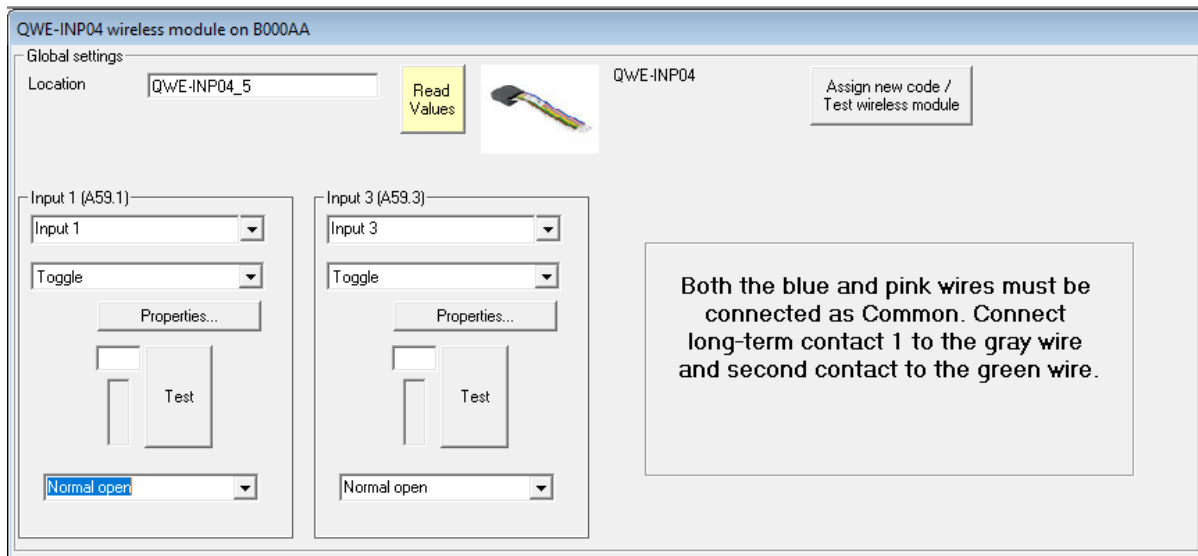 QWE-INP04 wireless module on B000AA
Global settings
Location
QWE-INP04_5
Read
Values
QWE-INP04
Assign new code /
Test wireless module
Input 1 (A59.1)
Input 1
Toggle
Properties...
Test
Normal open
Input 3 (A59.3)
Input 3
Toggle
Properties...
Test
Normal open
Both the blue and pink wires must be
connected as Common. Connect
long-term contact 1 to the gray wire
and second contact to the green wire.